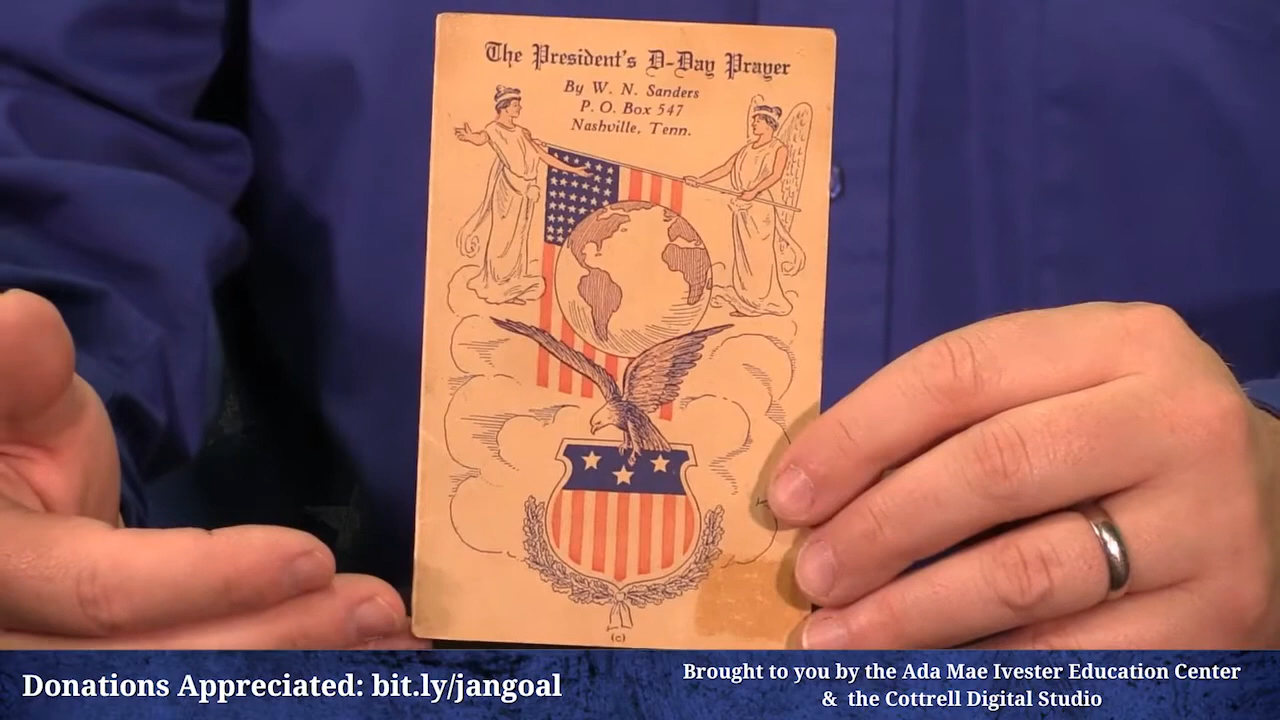 The President's D-Day Prayer
By W. N. Sanders
P. O. Box 547
Nashville, Tenn.
(c)
Donations Appreciated: bit.ly/jangoal
Brought to you by the Ada Mae Ivester Education Center
& the Cottrell Digital Studio